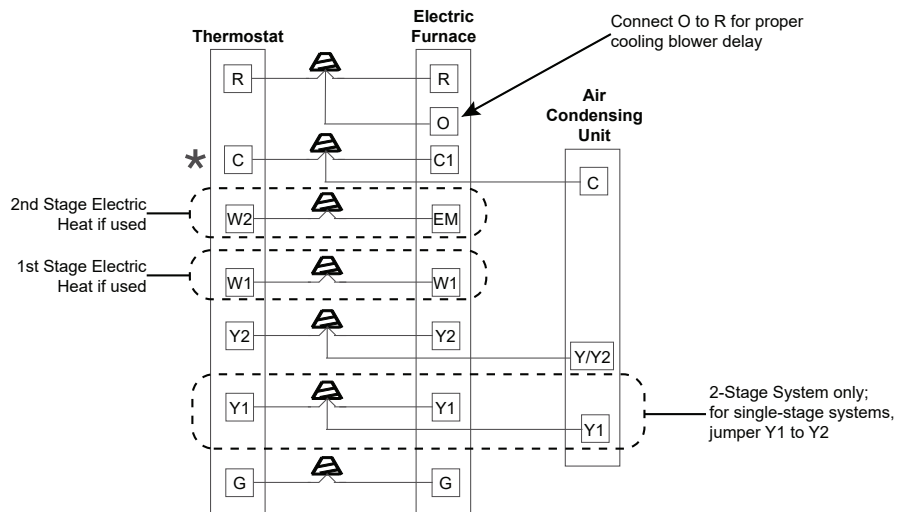 Connect O to R for proper
cooling blower delay
Thermostat
Electric
Furnace
Air
Condensing
Unit
R
R
O
*
C
C1
C
2nd Stage Electric
Heat if used
W2
EM
1st Stage Electric
Heat if used
W1
W1
Y2
Y2
Y/Y2
Y1
Y1
Y1
2-Stage System only;
for single-stage systems,
jumper Y1 to Y2
G
G